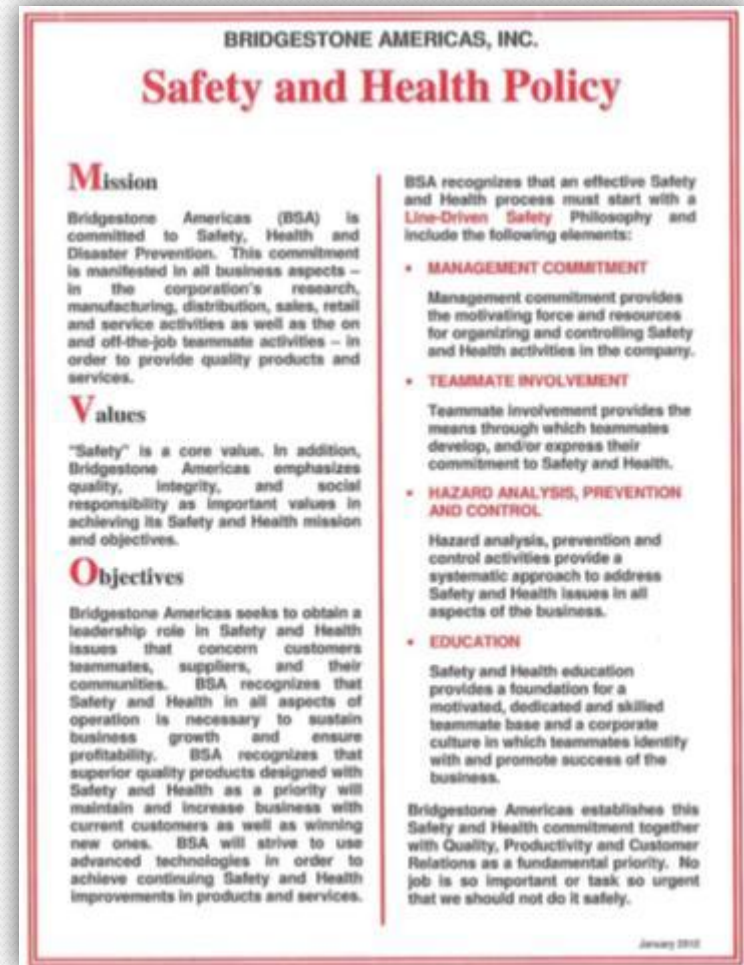 BRIDGESTONE AMERICAS, INC.
Safety and Health Policy
Mission
Bridgestone Americas (BSA) is
committed to Safety, Health and
Disaster Prevention. This commitment
is manifested in all business aspects –
in the corporation's research,
manufacturing, distribution, sales, retail
and service activities as well as the on
and off-the-job teammate activities – in
order to provide quality products and
services.
Values
"Safety" is a core value. In addition,
Bridgestone Americas emphasizes
quality, integrity, and social
responsibility as important values in
achieving its Safety and Health mission
and objectives.
Objectives
Bridgestone Americas seeks to obtain a
leadership role in Safety and Health
issues that concern customers
teammates, suppliers, and their
communities. BSA recognizes that
Safety and Health in all aspects of
operation is necessary to sustain
business growth and ensure
profitability. BSA recognizes that
superior quality products designed with
Safety and Health as a priority will
maintain and increase business with
current customers as well as winning
new ones. BSA will strive to use
advanced technologies in order to
achieve continuing Safety and Health
improvements in products and services.
BSA recognizes that an effective Safety
and Health process must start with a
Line-Driven Safety Philosophy and
include the following elements:
• MANAGEMENT COMMITMENT
Management commitment provides
the motivating force and resources
for organizing and controlling Safety
and Health activities in the company.
• TEAMMATE INVOLVEMENT
Teammate involvement provides the
means through which teammates
develop, and/or express their
commitment to Safety and Health.
• HAZARD ANALYSIS, PREVENTION
AND CONTROL
Hazard analysis, prevention and
control activities provide a
systematic approach to address
Safety and Health issues in all
aspects of the business.
• EDUCATION
Safety and Health education
provides a foundation for a
motivated, dedicated and skilled
teammate base and a corporate
culture in which teammates identify
with and promote success of the
business.
Bridgestone Americas establishes this
Safety and Health commitment together
with Quality, Productivity and Customer
Relations as a fundamental priority. No
job is so important or task so urgent
that we should not do it safely.
January